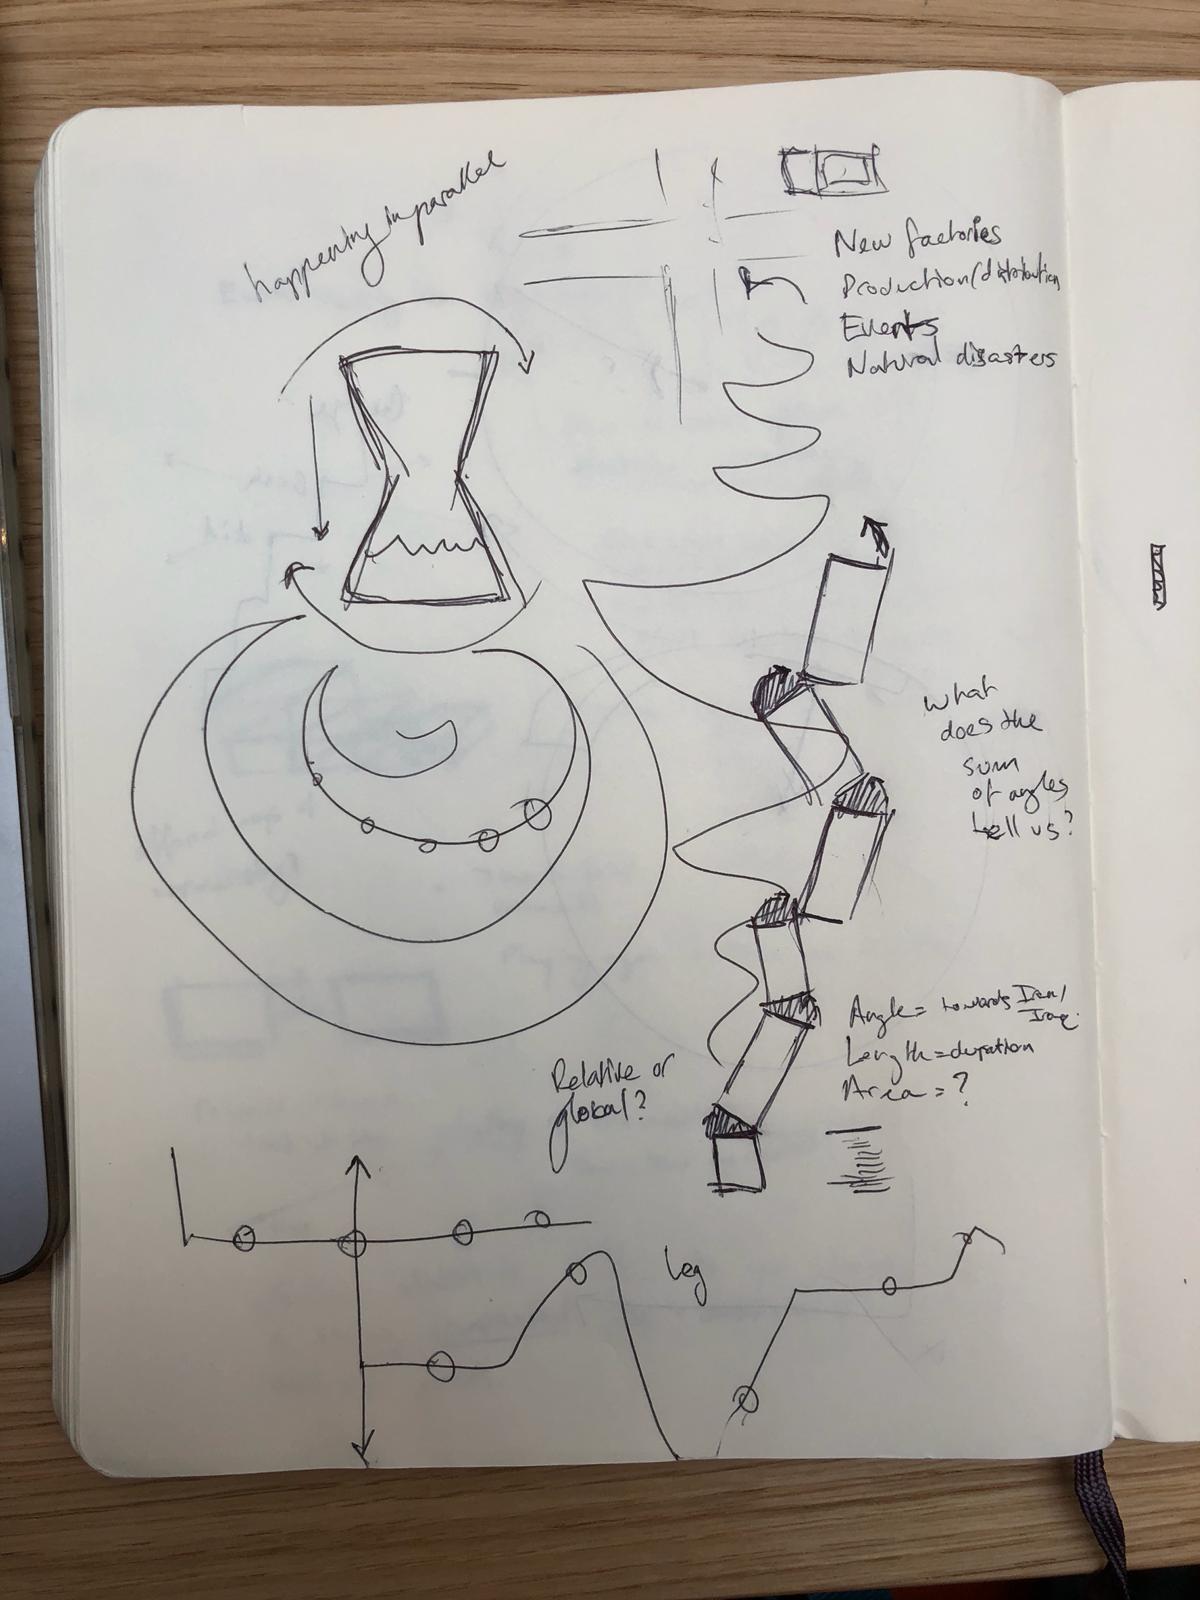 happening in parallel
New factories
Production/distribution
Events
Natural disasters
What
does the
sum
of angles
tell us?
Angle = towards Iran/
Iraq.
Length = duration
Area = ?
Relative or
global?
leg